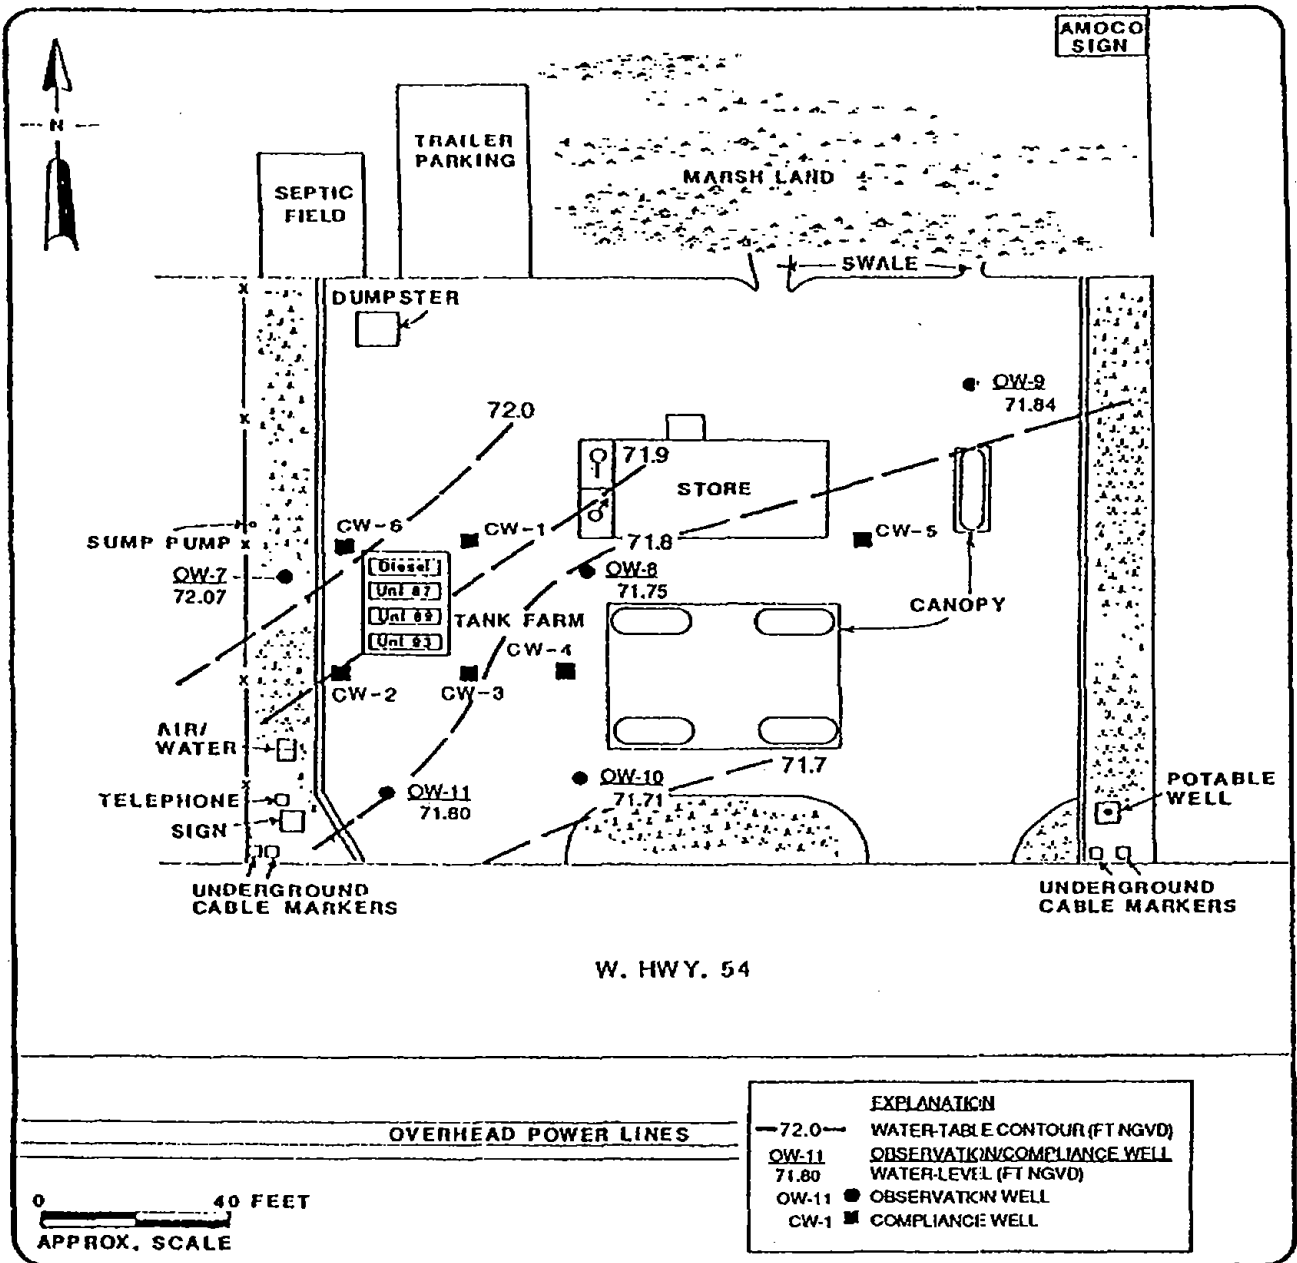 AMOCO
SIGN
N
TRAILER
PARKING
SEPTIC
FIELD
MARSH LAND
SWALE
DUMPSTER
OW-9
71.84
72.0
71.9
STORE
SUMP PUMP
CW-6
CW-1
CW-5
71.8
OW-7
72.07
Diesel
Unl 87
Unl 89
Unl 93
OW-8
71.75
CANOPY
TANK FARM
CW-4
CW-2
CW-3
AIR/
WATER
71.7
TELEPHONE
OW-11
71.80
OW-10
71.71
POTABLE
WELL
SIGN
UNDERGROUND
CABLE MARKERS
UNDERGROUND
CABLE MARKERS
W. HWY. 54
OVERHEAD POWER LINES
EXPLANATION
72.0 WATER-TABLE CONTOUR (FT NGVD)
OW-11 OBSERVATION/COMPLIANCE WELL
71.80 WATER-LEVEL (FT NGVD)
OW-11 OBSERVATION WELL
CW-1 COMPLIANCE WELL
0 40 FEET
APPROX. SCALE